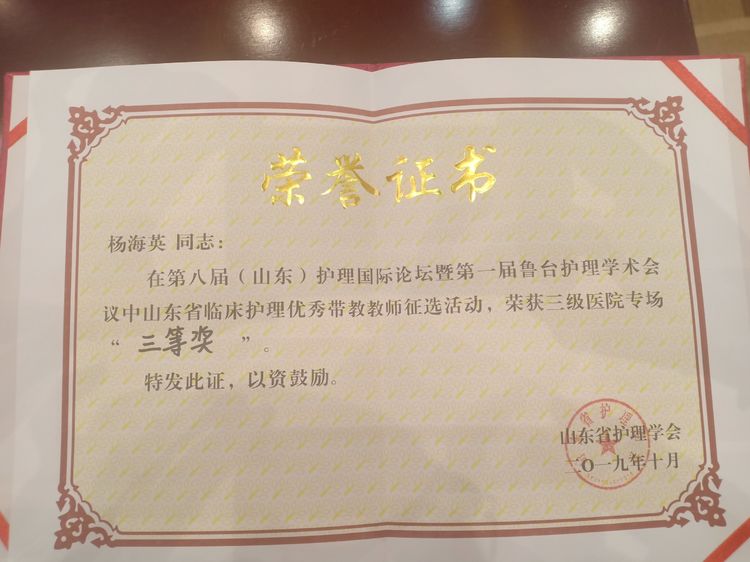 荣誉证书
杨海英 同志：
在第八届（山东）护理国际论坛暨第一届鲁台护理学术会
议中山东省临床护理优秀带教教师征选活动，荣获三级医院专场
“ 三等奖 ”。
特发此证，以资鼓励。
山东省护理学会
二〇一九年十月